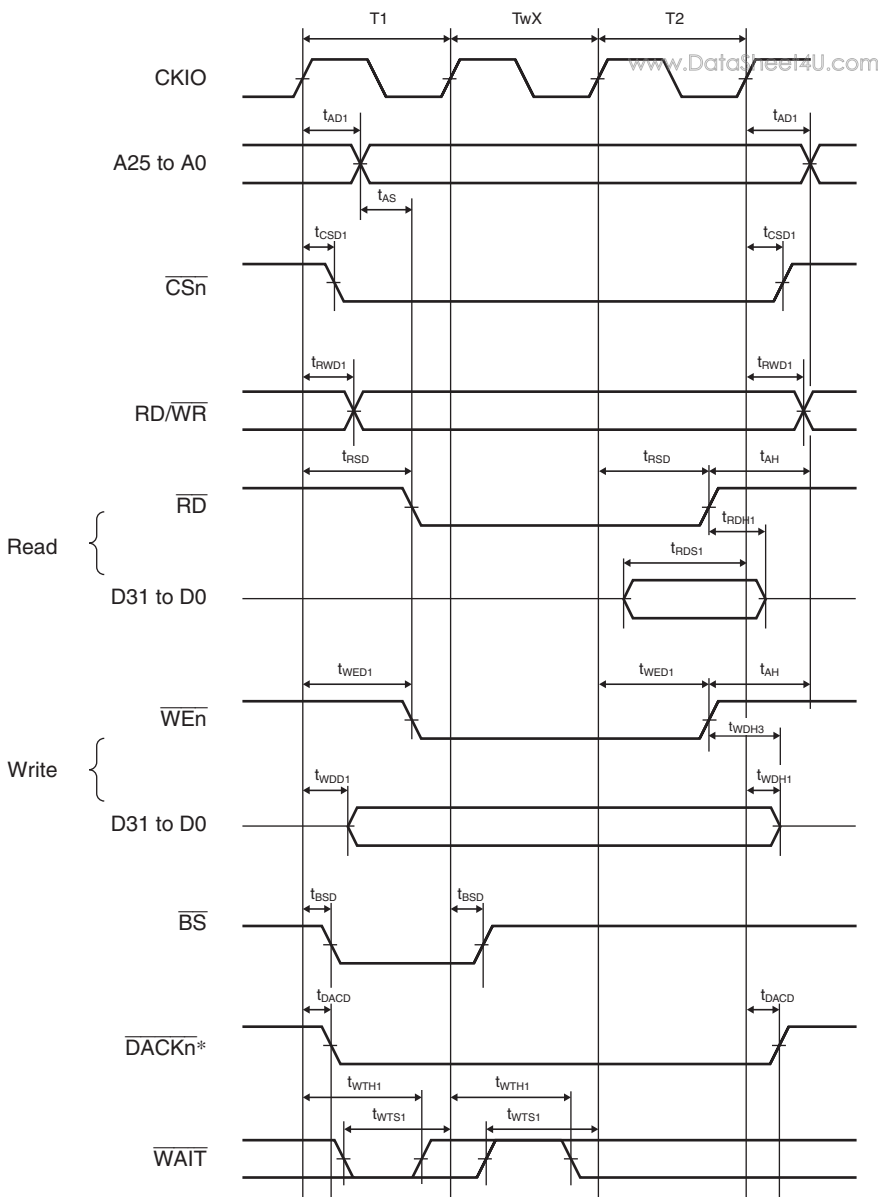 T1 TwX T2
www.DataSheet4U.com
CKIO
tAD1 tAD1
A25 to A0
tAS
tCSD1 tCSD1
CSn
tRWD1 tRWD1
RD/WR
tRSD tRSD tAH
RD
tRDH1
Read
tRDS1
D31 to D0
tWED1 tWED1 tAH
WEn
tWDH3
Write
tWDD1 tWDH1
D31 to D0
tBSD tBSD
BS
tDACD tDACD
DACKn*
tWTH1 tWTH1
tWTS1 tWTS1
WAIT